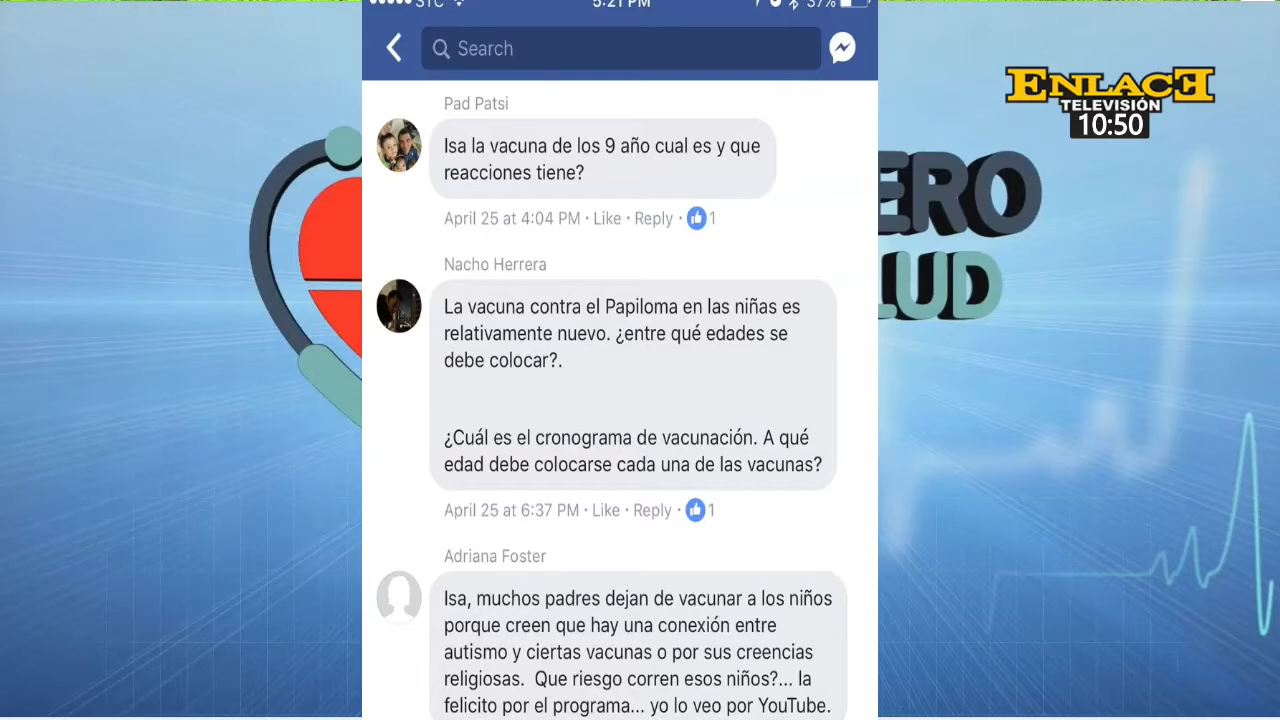 STC
5:21 PM
37%
Search
ENLACE
TELEVISIÓN
10:50
Pad Patsi
Isa la vacuna de los 9 año cual es y que
reacciones tiene?
April 25 at 4:04 PM · Like · Reply · 1
ERO
LUD
Nacho Herrera
La vacuna contra el Papiloma en las niñas es
relativamente nuevo. ¿entre qué edades se
debe colocar?.
¿Cuál es el cronograma de vacunación. A qué
edad debe colocarse cada una de las vacunas?
April 25 at 6:37 PM · Like · Reply · 1
Adriana Foster
Isa, muchos padres dejan de vacunar a los niños
porque creen que hay una conexión entre
autismo y ciertas vacunas o por sus creencias
religiosas. Que riesgo corren esos niños?... la
felicito por el programa... yo lo veo por YouTube.